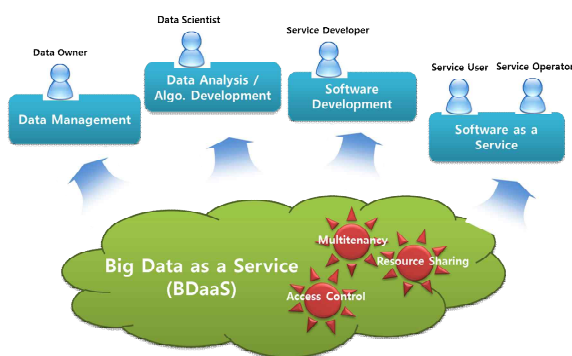 Data Scientist
Service Developer
Data Owner
Service User
Service Operator
Data Management
Data Analysis /
Algo. Development
Software
Development
Software as a
Service
Big Data as a Service
(BDaaS)
Multitenancy
Resource Sharing
Access Control